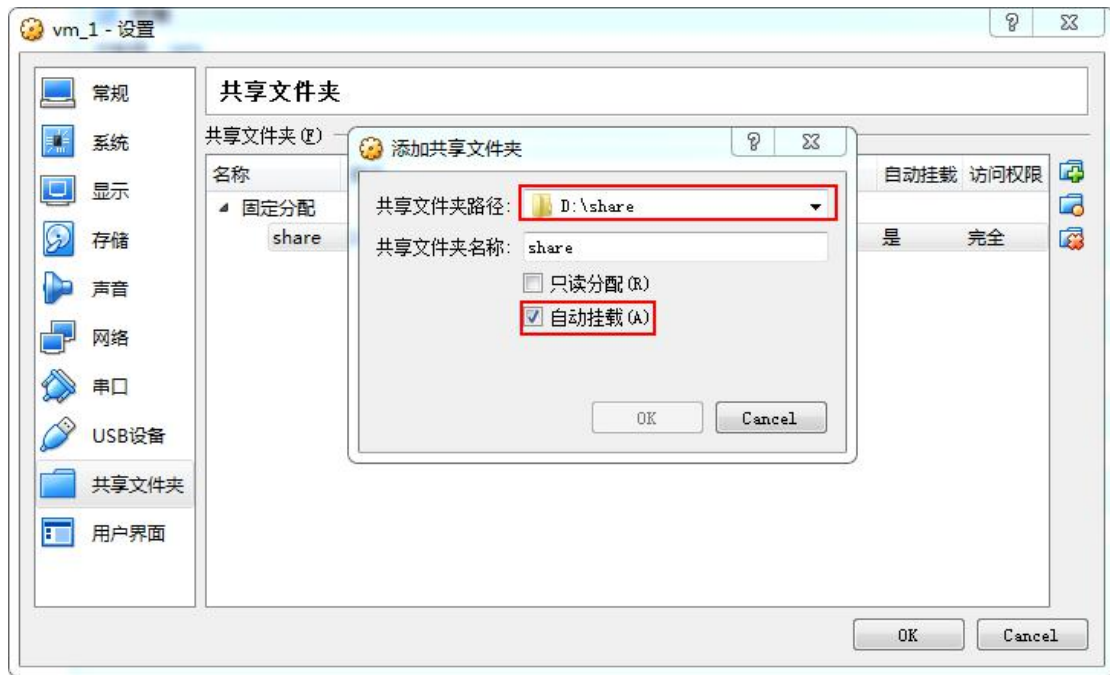 vm_1 - 设置
常规
系统
显示
存储
声音
网络
串口
USB设备
共享文件夹
用户界面
共享文件夹
共享文件夹(F)
名称
自动挂载 访问权限
固定分配
share
是 完全
添加共享文件夹
共享文件夹路径: D:\share
共享文件夹名称: share
只读分配(R)
自动挂载(A)
OK Cancel
OK Cancel